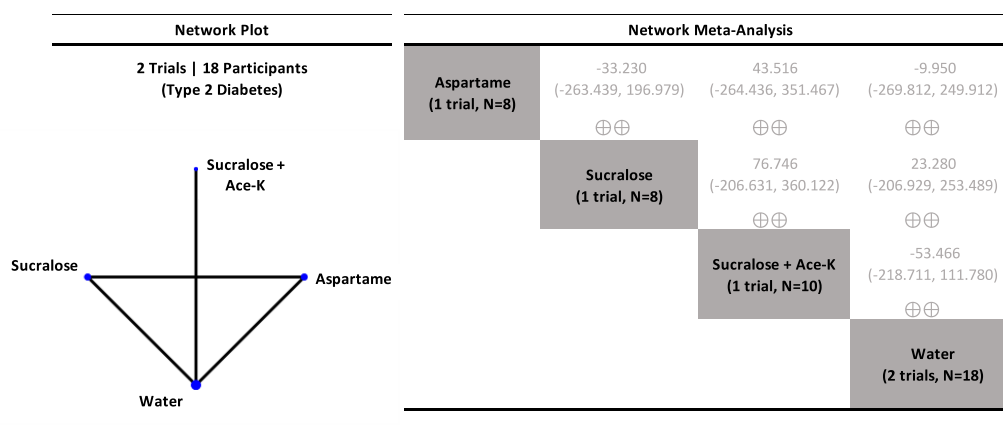 Network Plot
2 Trials | 18 Participants
(Type 2 Diabetes)
Sucralose +
Ace-K
Sucralose
Aspartame
Water
Network Meta-Analysis
Aspartame
(1 trial, N=8)
-33.230
(-263.439, 196.979)
⊕⊕
43.516
(-264.436, 351.467)
⊕⊕
-9.950
(-269.812, 249.912)
⊕⊕
Sucralose
(1 trial, N=8)
76.746
(-206.631, 360.122)
⊕⊕
23.280
(-206.929, 253.489)
⊕⊕
Sucralose + Ace-K
(1 trial, N=10)
-53.466
(-218.711, 111.780)
⊕⊕
Water
(2 trials, N=18)